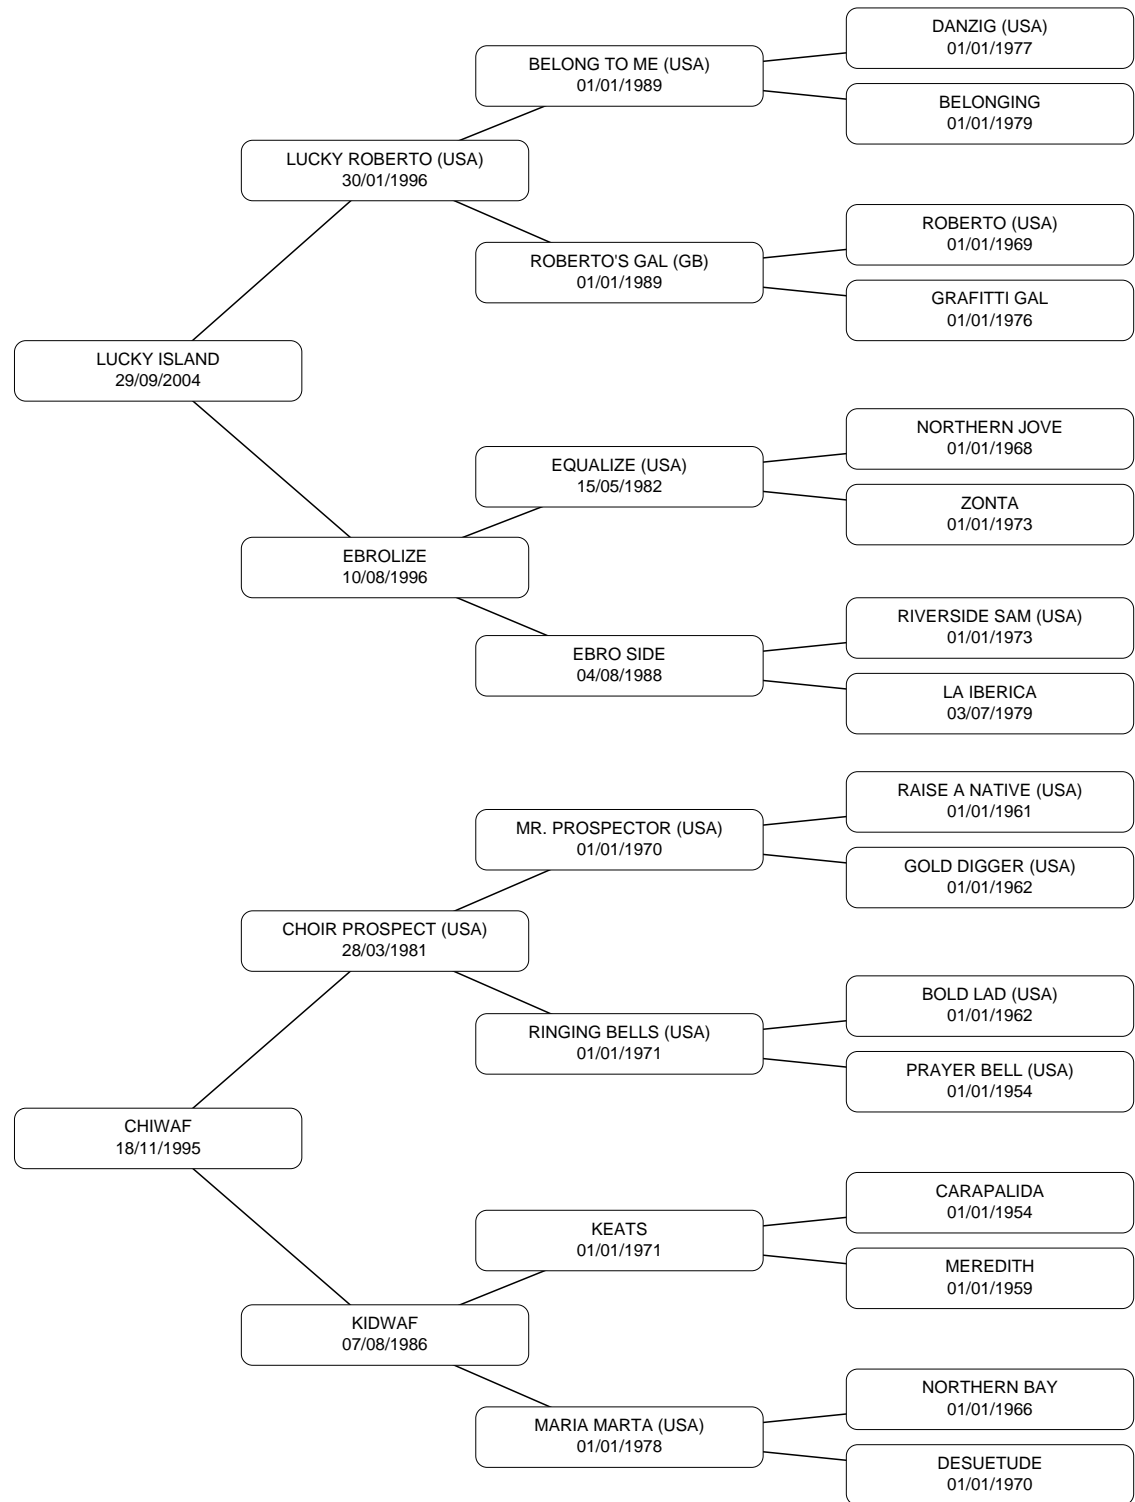 DANZIG (USA)
01/01/1977
BELONG TO ME (USA)
01/01/1989
BELONGING
01/01/1979
LUCKY ROBERTO (USA)
30/01/1996
ROBERTO (USA)
01/01/1969
ROBERTO'S GAL (GB)
01/01/1989
GRAFITTI GAL
01/01/1976
LUCKY ISLAND
29/09/2004
NORTHERN JOVE
01/01/1968
EQUALIZE (USA)
15/05/1982
ZONTA
01/01/1973
EBROLIZE
10/08/1996
RIVERSIDE SAM (USA)
01/01/1973
EBRO SIDE
04/08/1988
LA IBERICA
03/07/1979
RAISE A NATIVE (USA)
01/01/1961
MR. PROSPECTOR (USA)
01/01/1970
GOLD DIGGER (USA)
01/01/1962
CHOIR PROSPECT (USA)
28/03/1981
BOLD LAD (USA)
01/01/1962
RINGING BELLS (USA)
01/01/1971
PRAYER BELL (USA)
01/01/1954
CHIWAF
18/11/1995
CARAPALIDA
01/01/1954
KEATS
01/01/1971
MEREDITH
01/01/1959
KIDWAF
07/08/1986
NORTHERN BAY
01/01/1966
MARIA MARTA (USA)
01/01/1978
DESUETUDE
01/01/1970